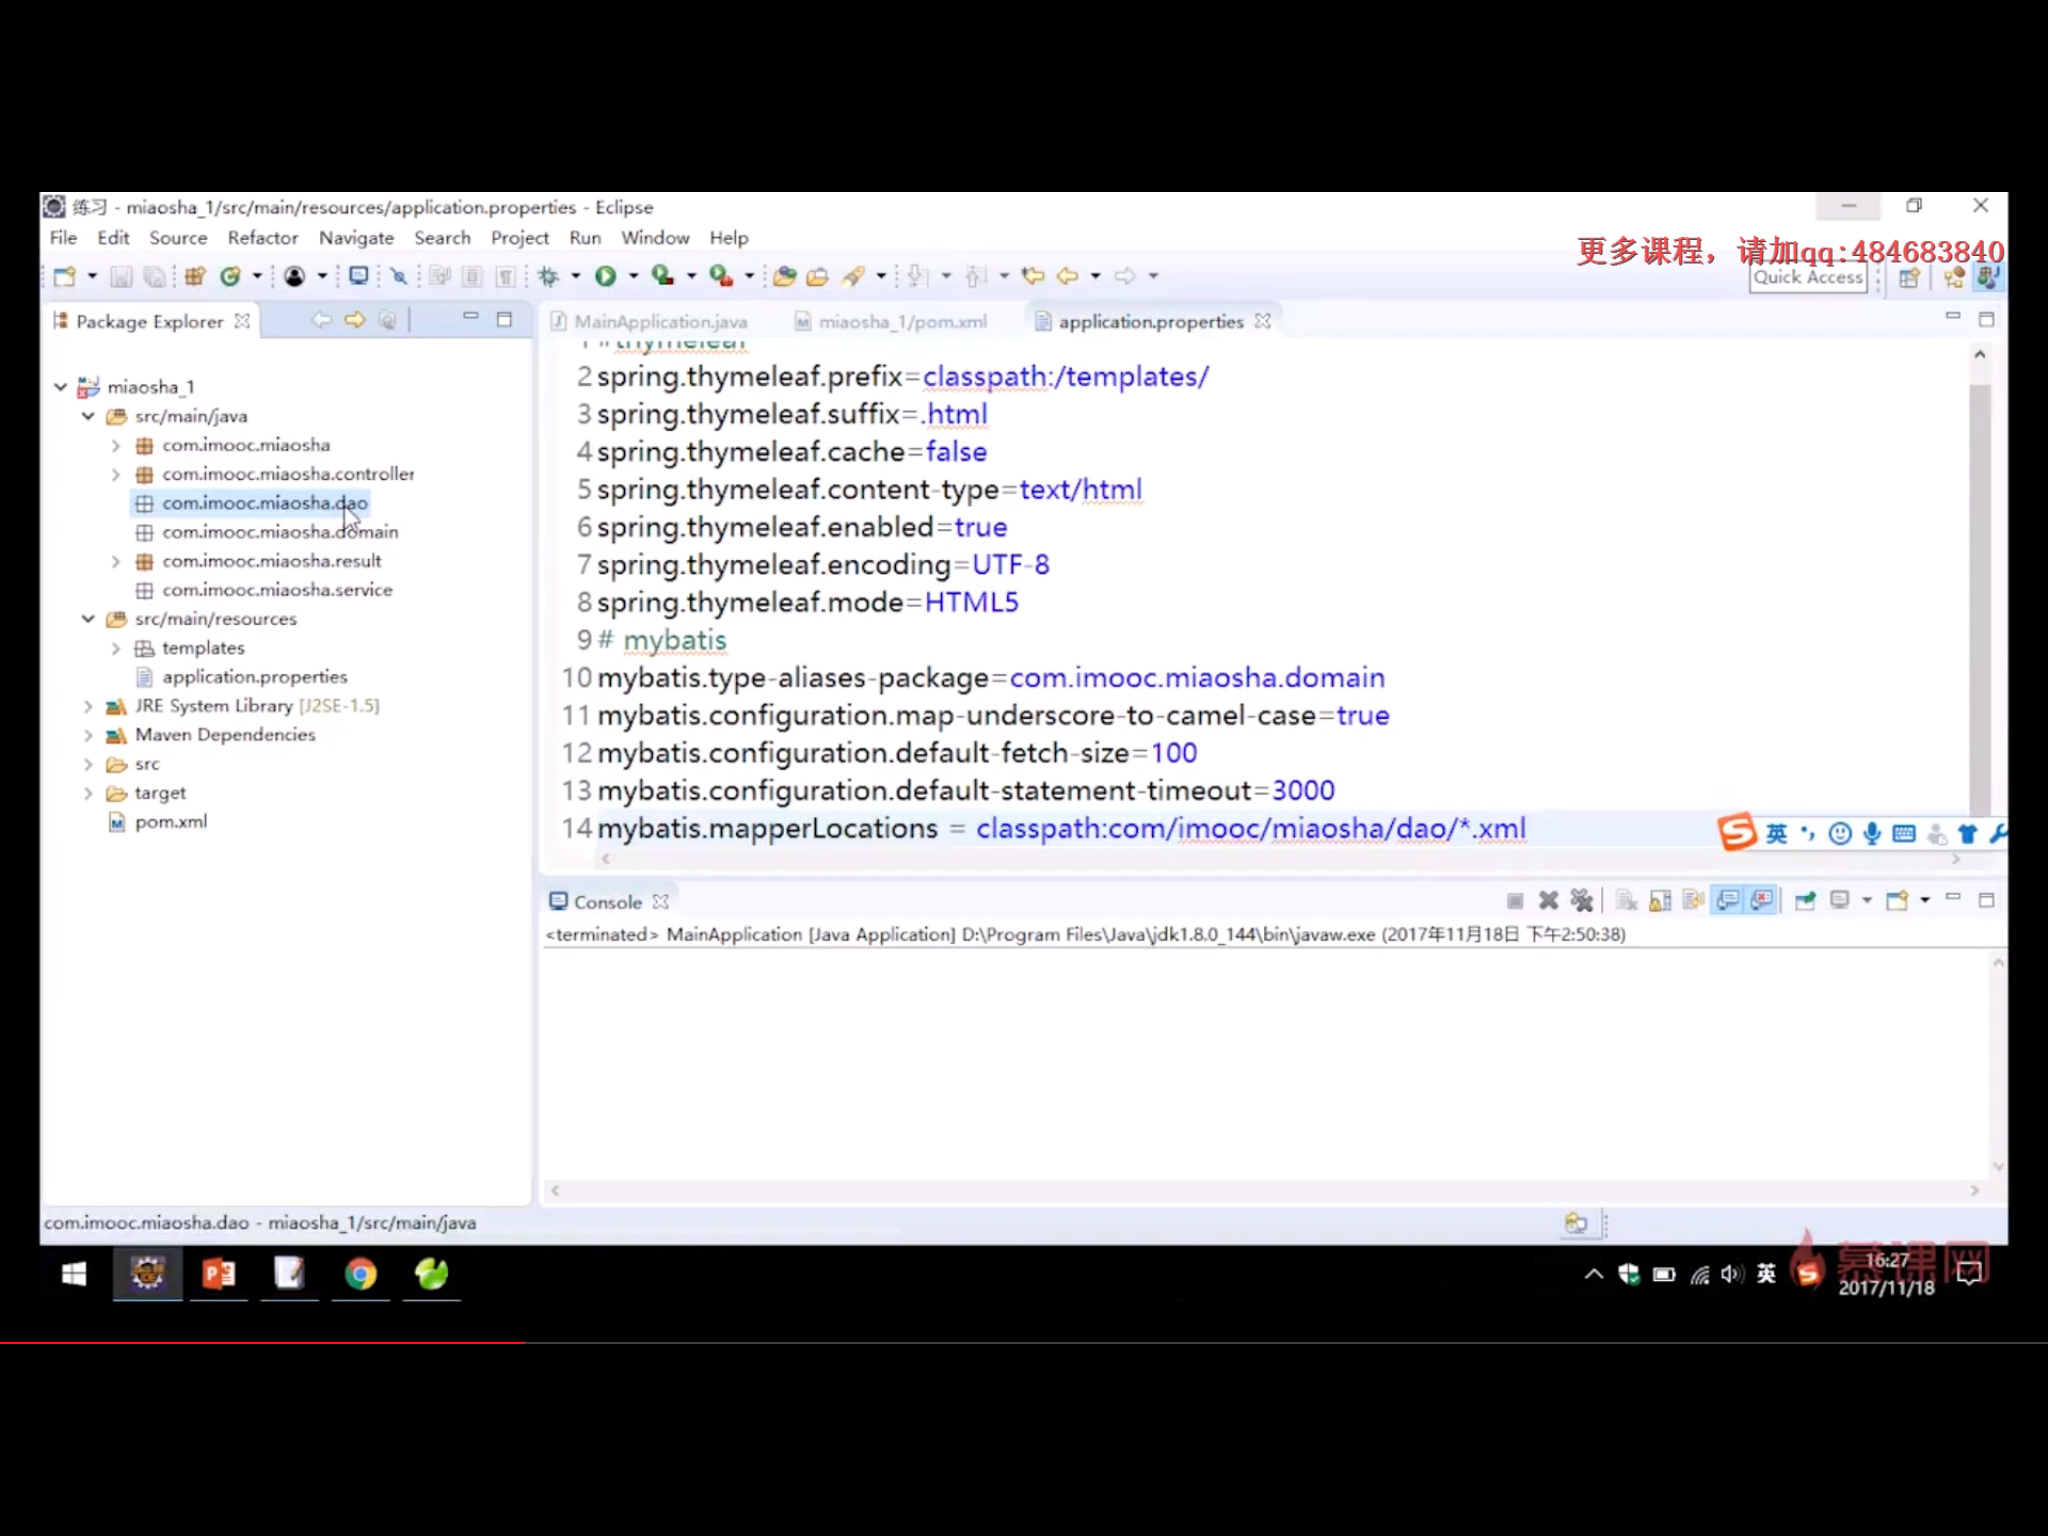 练习 - miaosha_1/src/main/resources/application.properties - Eclipse
File Edit Source Refactor Navigate Search Project Run Window Help
更多课程，请加qq:484683840
Quick Access
Package Explorer
MainApplication.java miaosha_1/pom.xml application.properties
miaosha_1
src/main/java
com.imooc.miaosha
com.imooc.miaosha.controller
com.imooc.miaosha.dao
com.imooc.miaosha.domain
com.imooc.miaosha.result
com.imooc.miaosha.service
src/main/resources
templates
application.properties
JRE System Library [J2SE-1.5]
Maven Dependencies
src
target
pom.xml
1 #thymeleaf
2 spring.thymeleaf.prefix=classpath:/templates/
3 spring.thymeleaf.suffix=.html
4 spring.thymeleaf.cache=false
5 spring.thymeleaf.content-type=text/html
6 spring.thymeleaf.enabled=true
7 spring.thymeleaf.encoding=UTF-8
8 spring.thymeleaf.mode=HTML5
9 # mybatis
10 mybatis.type-aliases-package=com.imooc.miaosha.domain
11 mybatis.configuration.map-underscore-to-camel-case=true
12 mybatis.configuration.default-fetch-size=100
13 mybatis.configuration.default-statement-timeout=3000
14 mybatis.mapperLocations = classpath:com/imooc/miaosha/dao/*.xml
英
Console
<terminated> MainApplication [Java Application] D:\Program Files\Java\jdk1.8.0_144\bin\javaw.exe (2017年11月18日 下午2:50:38)
com.imooc.miaosha.dao - miaosha_1/src/main/java
英
慕课网
16:27
2017/11/18